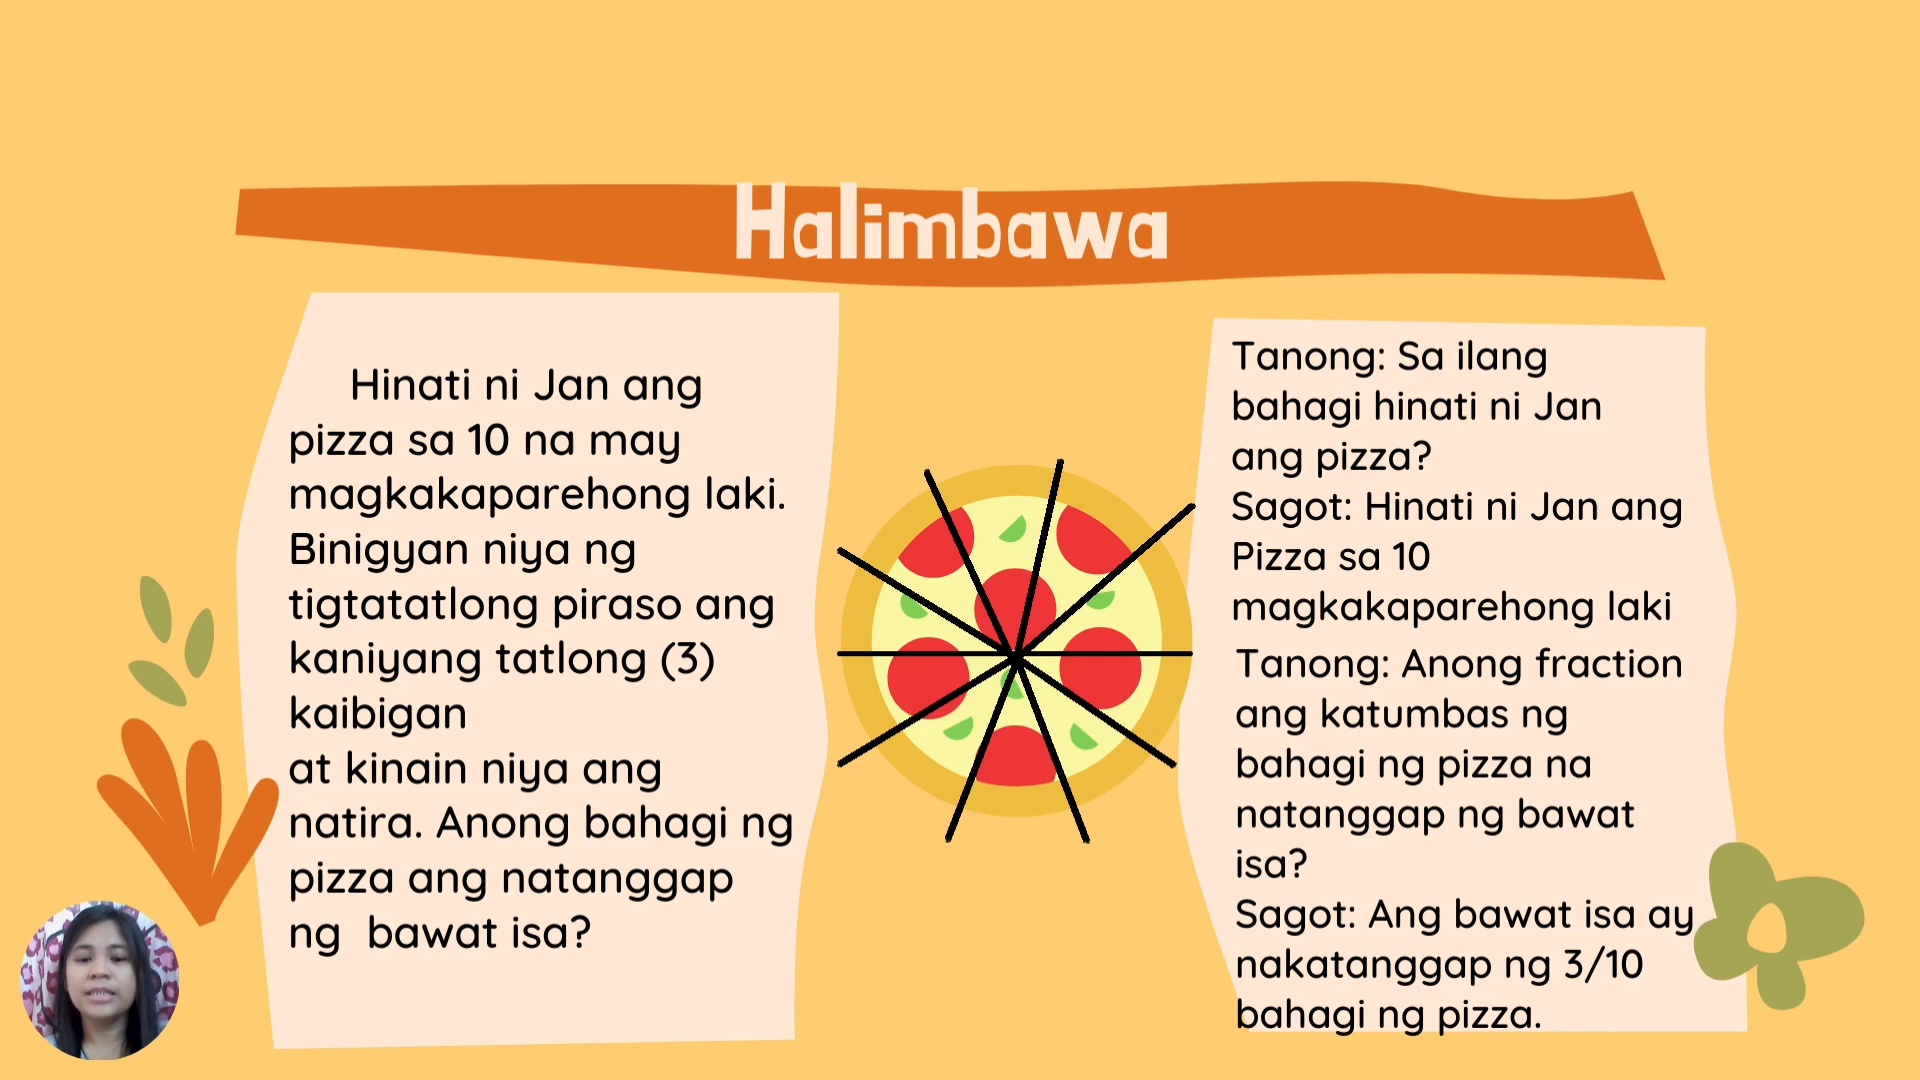 Halimbawa
Hinati ni Jan ang
pizza sa 10 na may
magkakaparehong laki.
Binigyan niya ng
tigtatatlong piraso ang
kaniyang tatlong (3)
kaibigan
at kinain niya ang
natira. Anong bahagi ng
pizza ang natanggap
ng bawat isa?
Tanong: Sa ilang
bahagi hinati ni Jan
ang pizza?
Sagot: Hinati ni Jan ang
Pizza sa 10
magkakaparehong laki
Tanong: Anong fraction
ang katumbas ng
bahagi ng pizza na
natanggap ng bawat
isa?
Sagot: Ang bawat isa ay
nakatanggap ng 3/10
bahagi ng pizza.